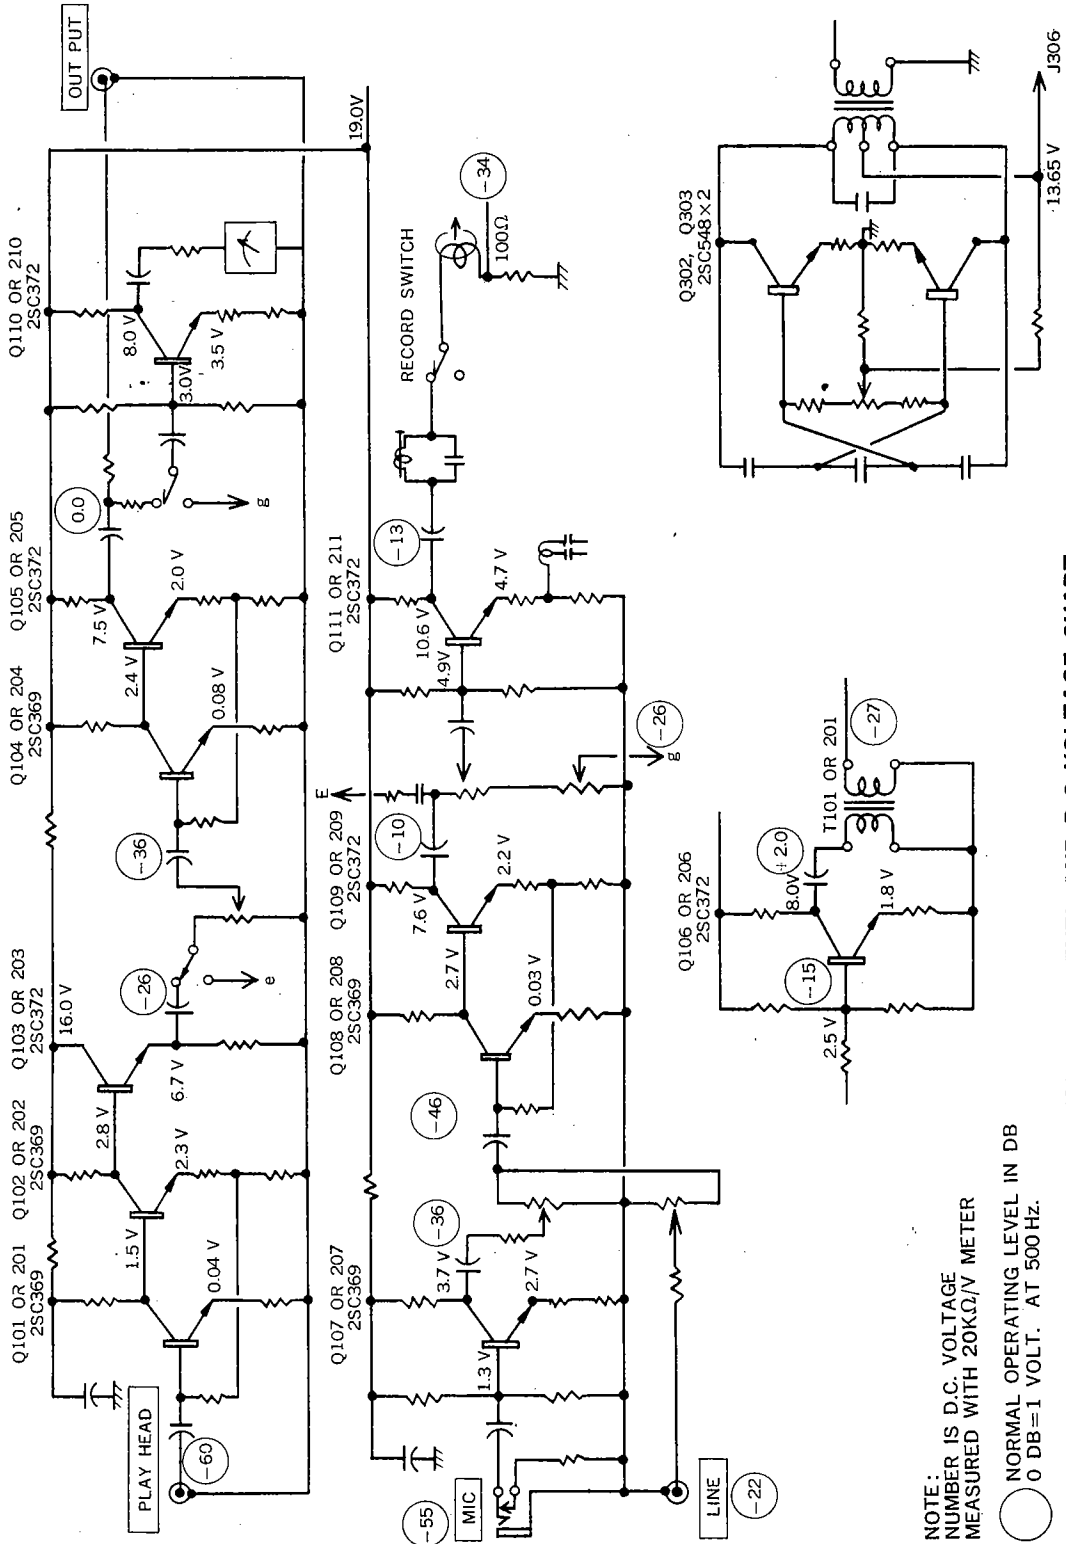 Q101 OR 201
2SC369
Q102 OR 202
2SC369
Q103 OR 203
2SC372
Q104 OR 204
2SC369
Q105 OR 205
2SC372
Q110 OR 210
2SC372
OUT PUT
16.0 V
1.5 V
0.04 V
2.8 V
2.3 V
6.7 V
-26
e
-36
2.4 V
0.08 V
7.5 V
2.0 V
0.0
g
3.0V
8.0 V
3.5 V
19.0V
PLAY HEAD
-60
Q107 OR 207
2SC369
Q108 OR 208
2SC369
Q109 OR 209
2SC372
Q111 OR 211
2SC372
RECORD SWITCH
-55
MIC
1.3 V
3.7 V
-36
2.7 V
-46
2.7 V
0.03 V
7.6 V
2.2 V
-10
E
g
-26
4.9V
10.6 V
4.7 V
-13
100Ω
-34
LINE
-22
Q106 OR 206
2SC372
2.5 V
-15
8.0V
+2.0
1.8 V
T101 OR 201
-27
Q302, Q303
2SC548×2
13.65 V
J306
NOTE:
NUMBER IS D.C. VOLTAGE
MEASURED WITH 20KΩ/V METER
NORMAL OPERATING LEVEL IN DB
0 DB=1 VOLT. AT 500Hz.